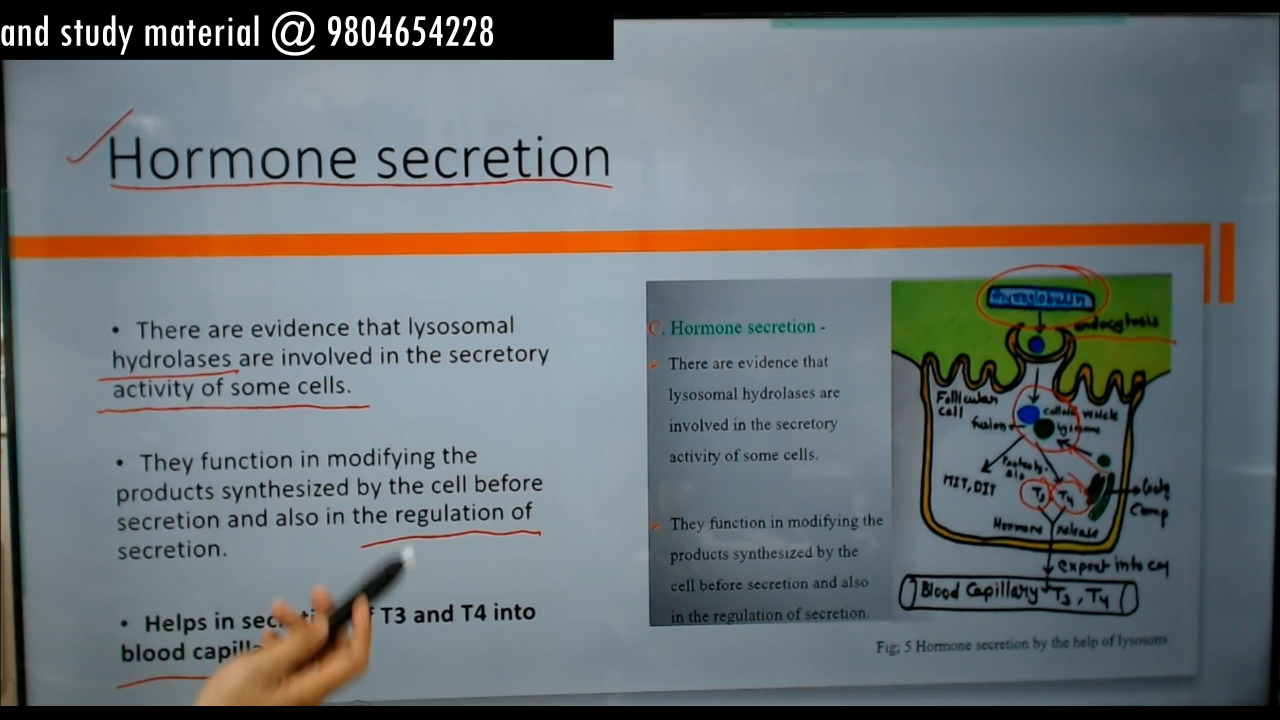 and study material @ 9804654228
Hormone secretion
• There are evidence that lysosomal
hydrolases are involved in the secretory
activity of some cells.
• They function in modifying the
products synthesized by the cell before
secretion and also in the regulation of
secretion.
• Helps in T3 and T4 into
blood
C. Hormone secretion -
There are evidence that
lysosomal hydrolases are
involved in the secretory
activity of some cells.
They function in modifying the
products synthesized by the
cell before secretion and also
in the regulation of secretion.
endocytosis
Follicular
cell
vesicle
fusion
MIT, DIT
T3 T4
Comp
Hormone release
export into
Blood Capillary T3, T4
Fig; 5 Hormone secretion by the help of lysosom